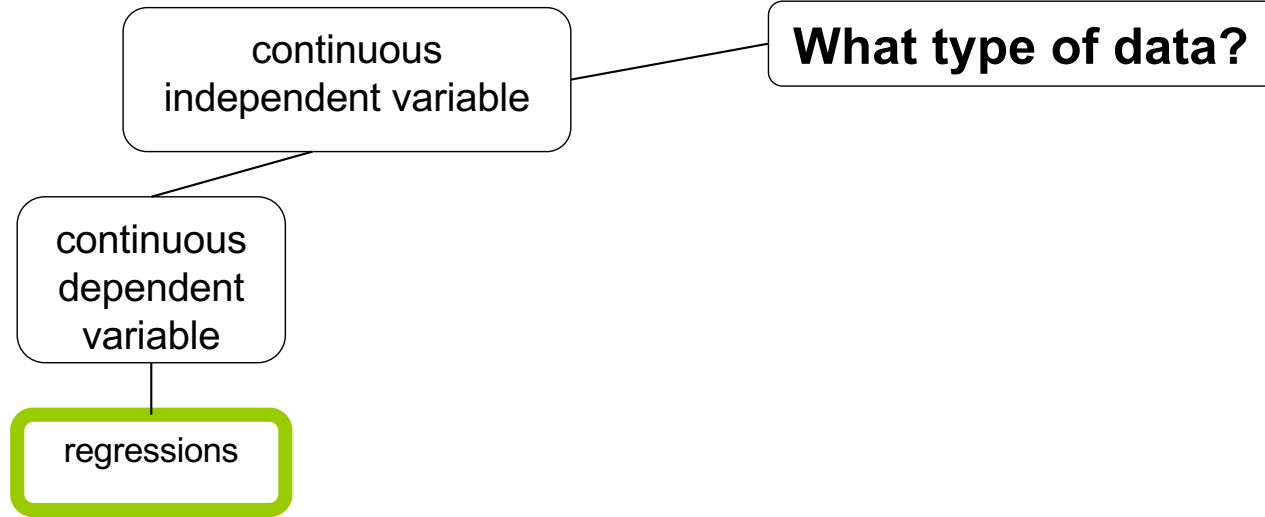 What type of data?
continuous
independent variable
continuous
dependent
variable
regressions